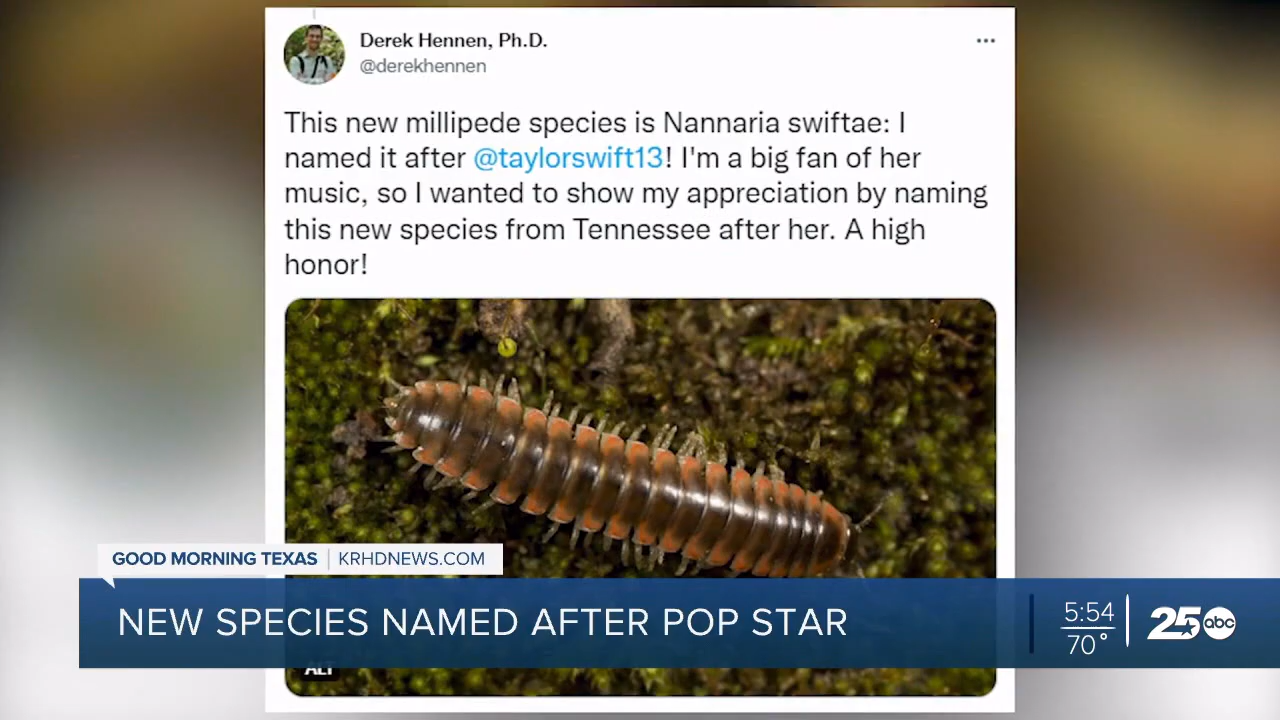 Derek Hennen, Ph.D.
@derekhennen
This new millipede species is Nannaria swiftae: I
named it after @taylorswift13! I'm a big fan of her
music, so I wanted to show my appreciation by naming
this new species from Tennessee after her. A high
honor!
GOOD MORNING TEXAS | KRHDNEWS.COM
NEW SPECIES NAMED AFTER POP STAR
5:54
70°
25 abc
ALT